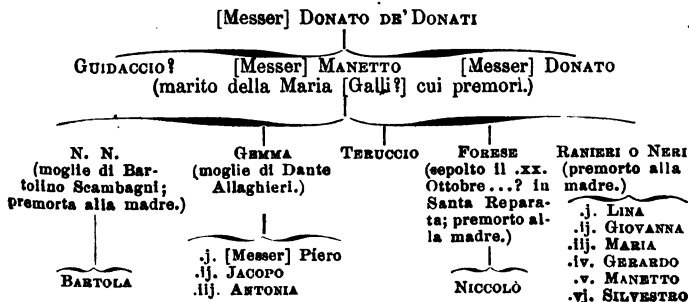 [Messer] DONATO DE' DONATI
GUIDACCIO? [Messer] MANETTO [Messer] DONATO
(marito della Maria [Galli?] cui premorì.)
N. N. GEMMA TERUCCIO FORESE RANIERI O NERI
(moglie di Bar-
tolino Scambagni;
premorta alla madre.)
(moglie di Dante
Allaghieri.)
(sepolto il .xx.
Ottobre...? in
Santa Repara-
ta; premorto al-
la madre.)
(premorto alla
madre.)
BARTOLA
.j. [Messer] Piero
.ij. JACOPO
.iij. ANTONIA
NICCOLÒ
.j. LINA
.ij. GIOVANNA
.iij. MARIA
.iv. GERARDO
.v. MANETTO
.vj. SILVESTRO